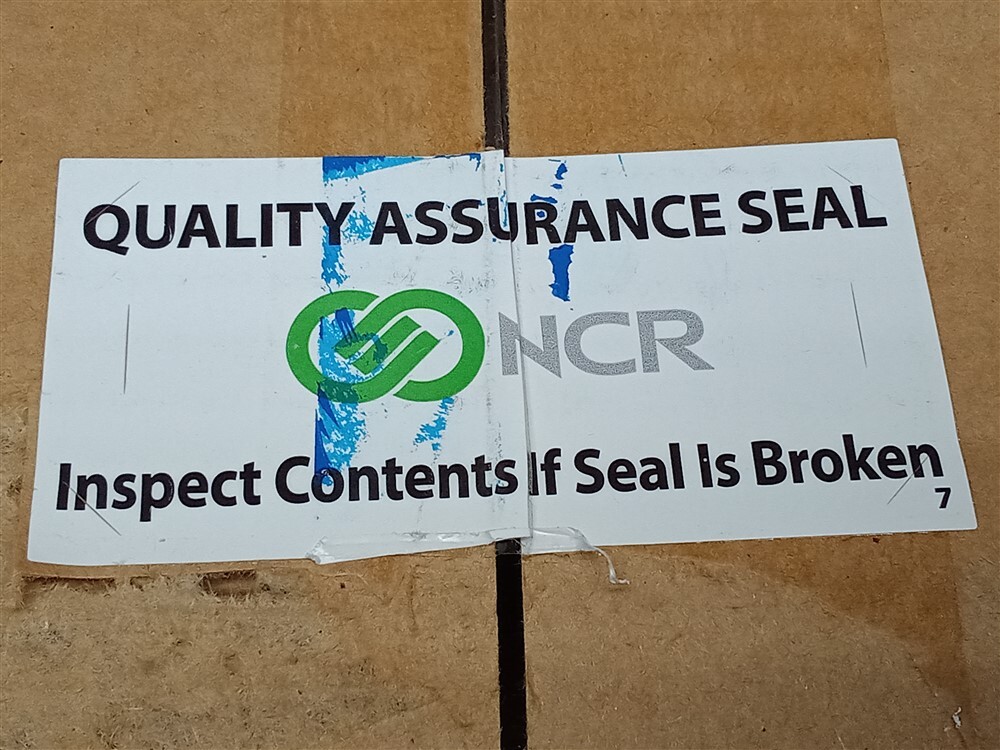 QUALITY ASSURANCE SEAL
NCR
Inspect Contents If Seal Is Broken
7